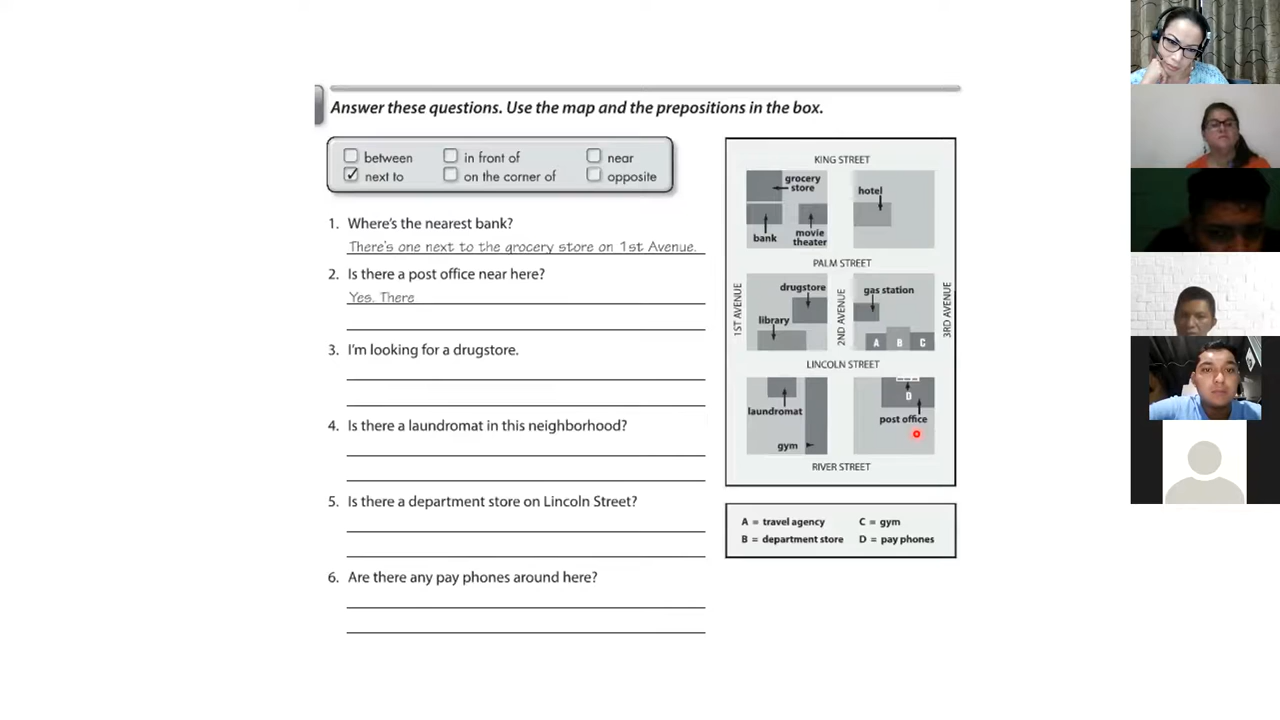 Answer these questions. Use the map and the prepositions in the box.
between in front of near
next to on the corner of opposite
1. Where's the nearest bank?
There's one next to the grocery store on 1st Avenue.
2. Is there a post office near here?
Yes. There
3. I'm looking for a drugstore.
4. Is there a laundromat in this neighborhood?
5. Is there a department store on Lincoln Street?
6. Are there any pay phones around here?
KING STREET
grocery
store
hotel
bank
movie
theater
PALM STREET
1ST AVENUE
2ND AVENUE
3RD AVENUE
drugstore
gas station
library
A B C
LINCOLN STREET
D
laundromat
post office
gym
RIVER STREET
A = travel agency C = gym
B = department store D = pay phones